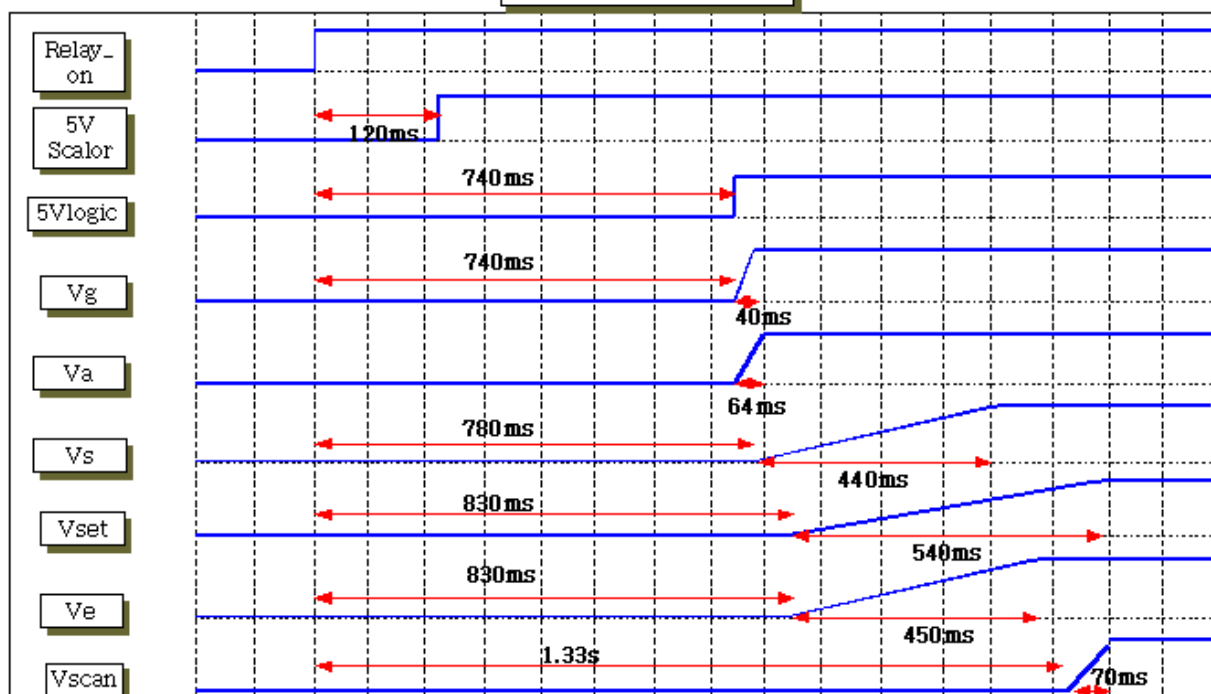 Relay_
on
5V
Scalor
120ms
740ms
5Vlogic
740ms
Vg
40ms
Va
64ms
780ms
Vs
440ms
830ms
Vset
540ms
830ms
Ve
450ms
1.33s
Vscan
70ms